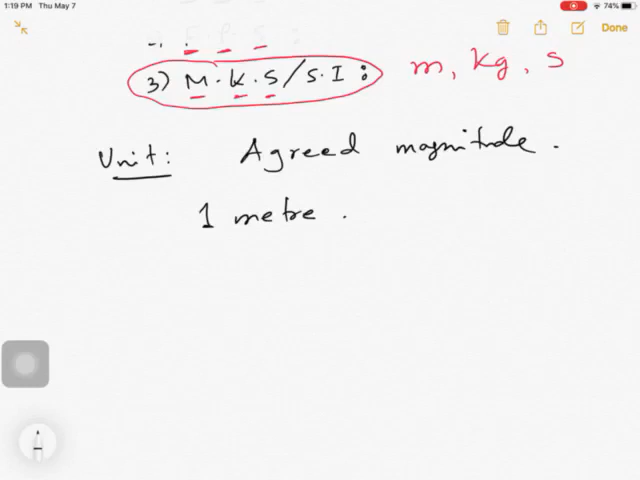 1:19 PM Thu May 7
74%
Done
3) M.K.S/S.I : m, kg, s
Unit: Agreed magnitude.
1 metre.